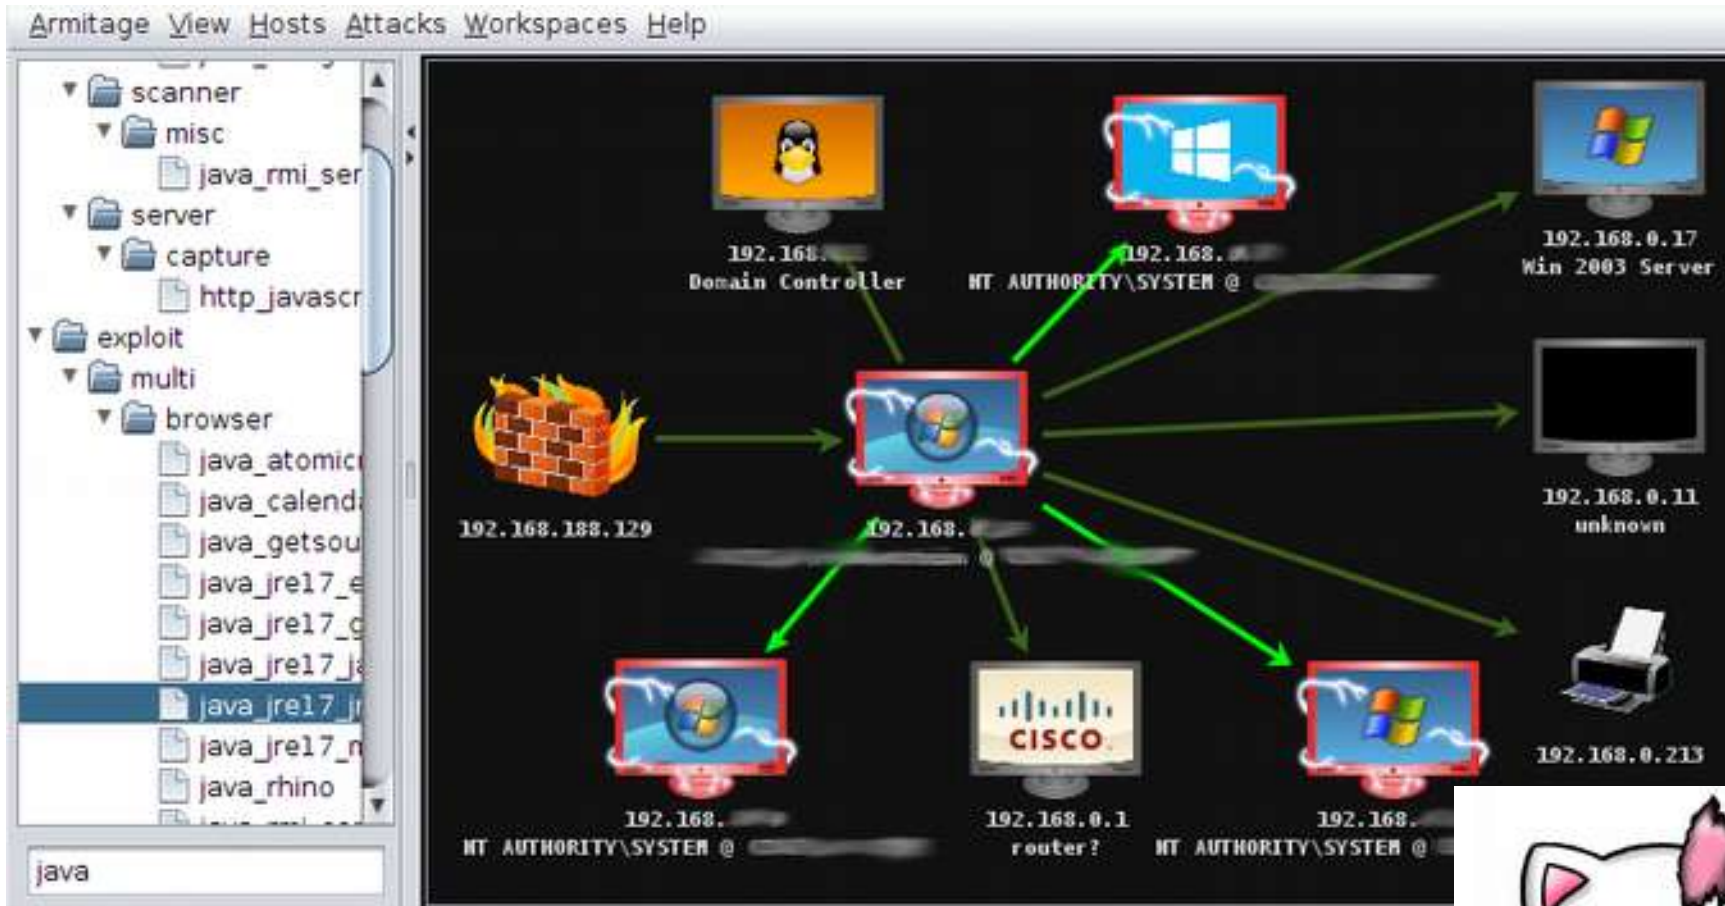 Armitage View Hosts Attacks Workspaces Help
scanner
misc
java_rmi_ser
server
capture
http_javascr
exploit
multi
browser
java_atomicr
java_calenda
java_getsou
java_jre17_e
java_jre17_g
java_jre17_ja
java_jre17_jr
java_jre17_m
java_rhino
java
192.168.
Domain Controller
192.168.
NT AUTHORITY\SYSTEM @
192.168.0.17
Win 2003 Server
192.168.188.129
192.168.
@
192.168.0.11
unknown
192.168.0.213
192.168.
NT AUTHORITY\SYSTEM @
CISCO
192.168.0.1
router?
192.168.
NT AUTHORITY\SYSTEM @